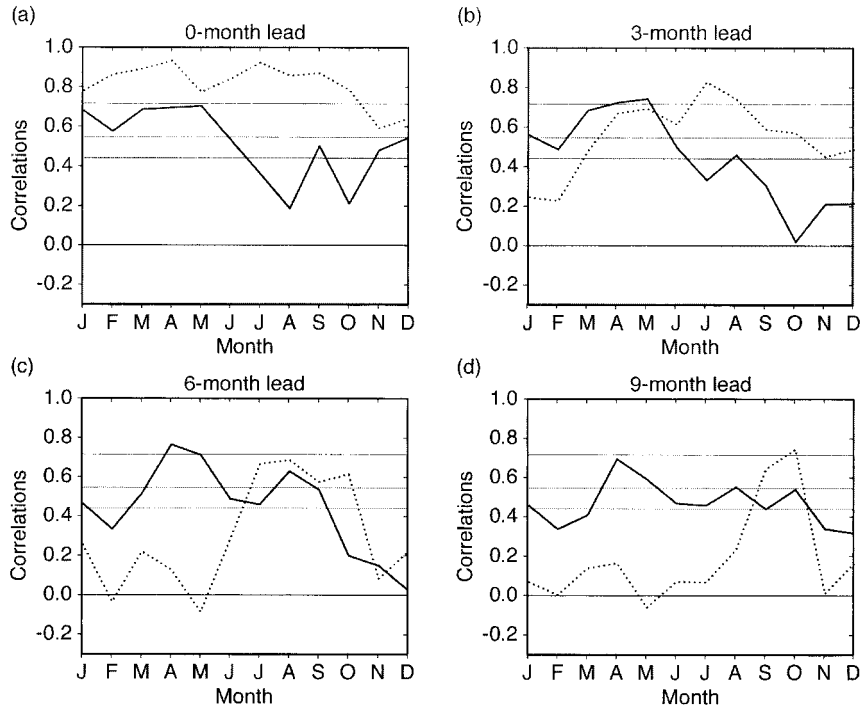 (a)
0-month lead
1.0
0.8
0.6
0.4
0.2
0.0
-0.2
Correlations
J F M A M J J A S O N D
Month
(b)
3-month lead
1.0
0.8
0.6
0.4
0.2
0.0
-0.2
Correlations
J F M A M J J A S O N D
Month
(c)
6-month lead
1.0
0.8
0.6
0.4
0.2
0.0
-0.2
Correlations
J F M A M J J A S O N D
Month
(d)
9-month lead
1.0
0.8
0.6
0.4
0.2
0.0
-0.2
Correlations
J F M A M J J A S O N D
Month